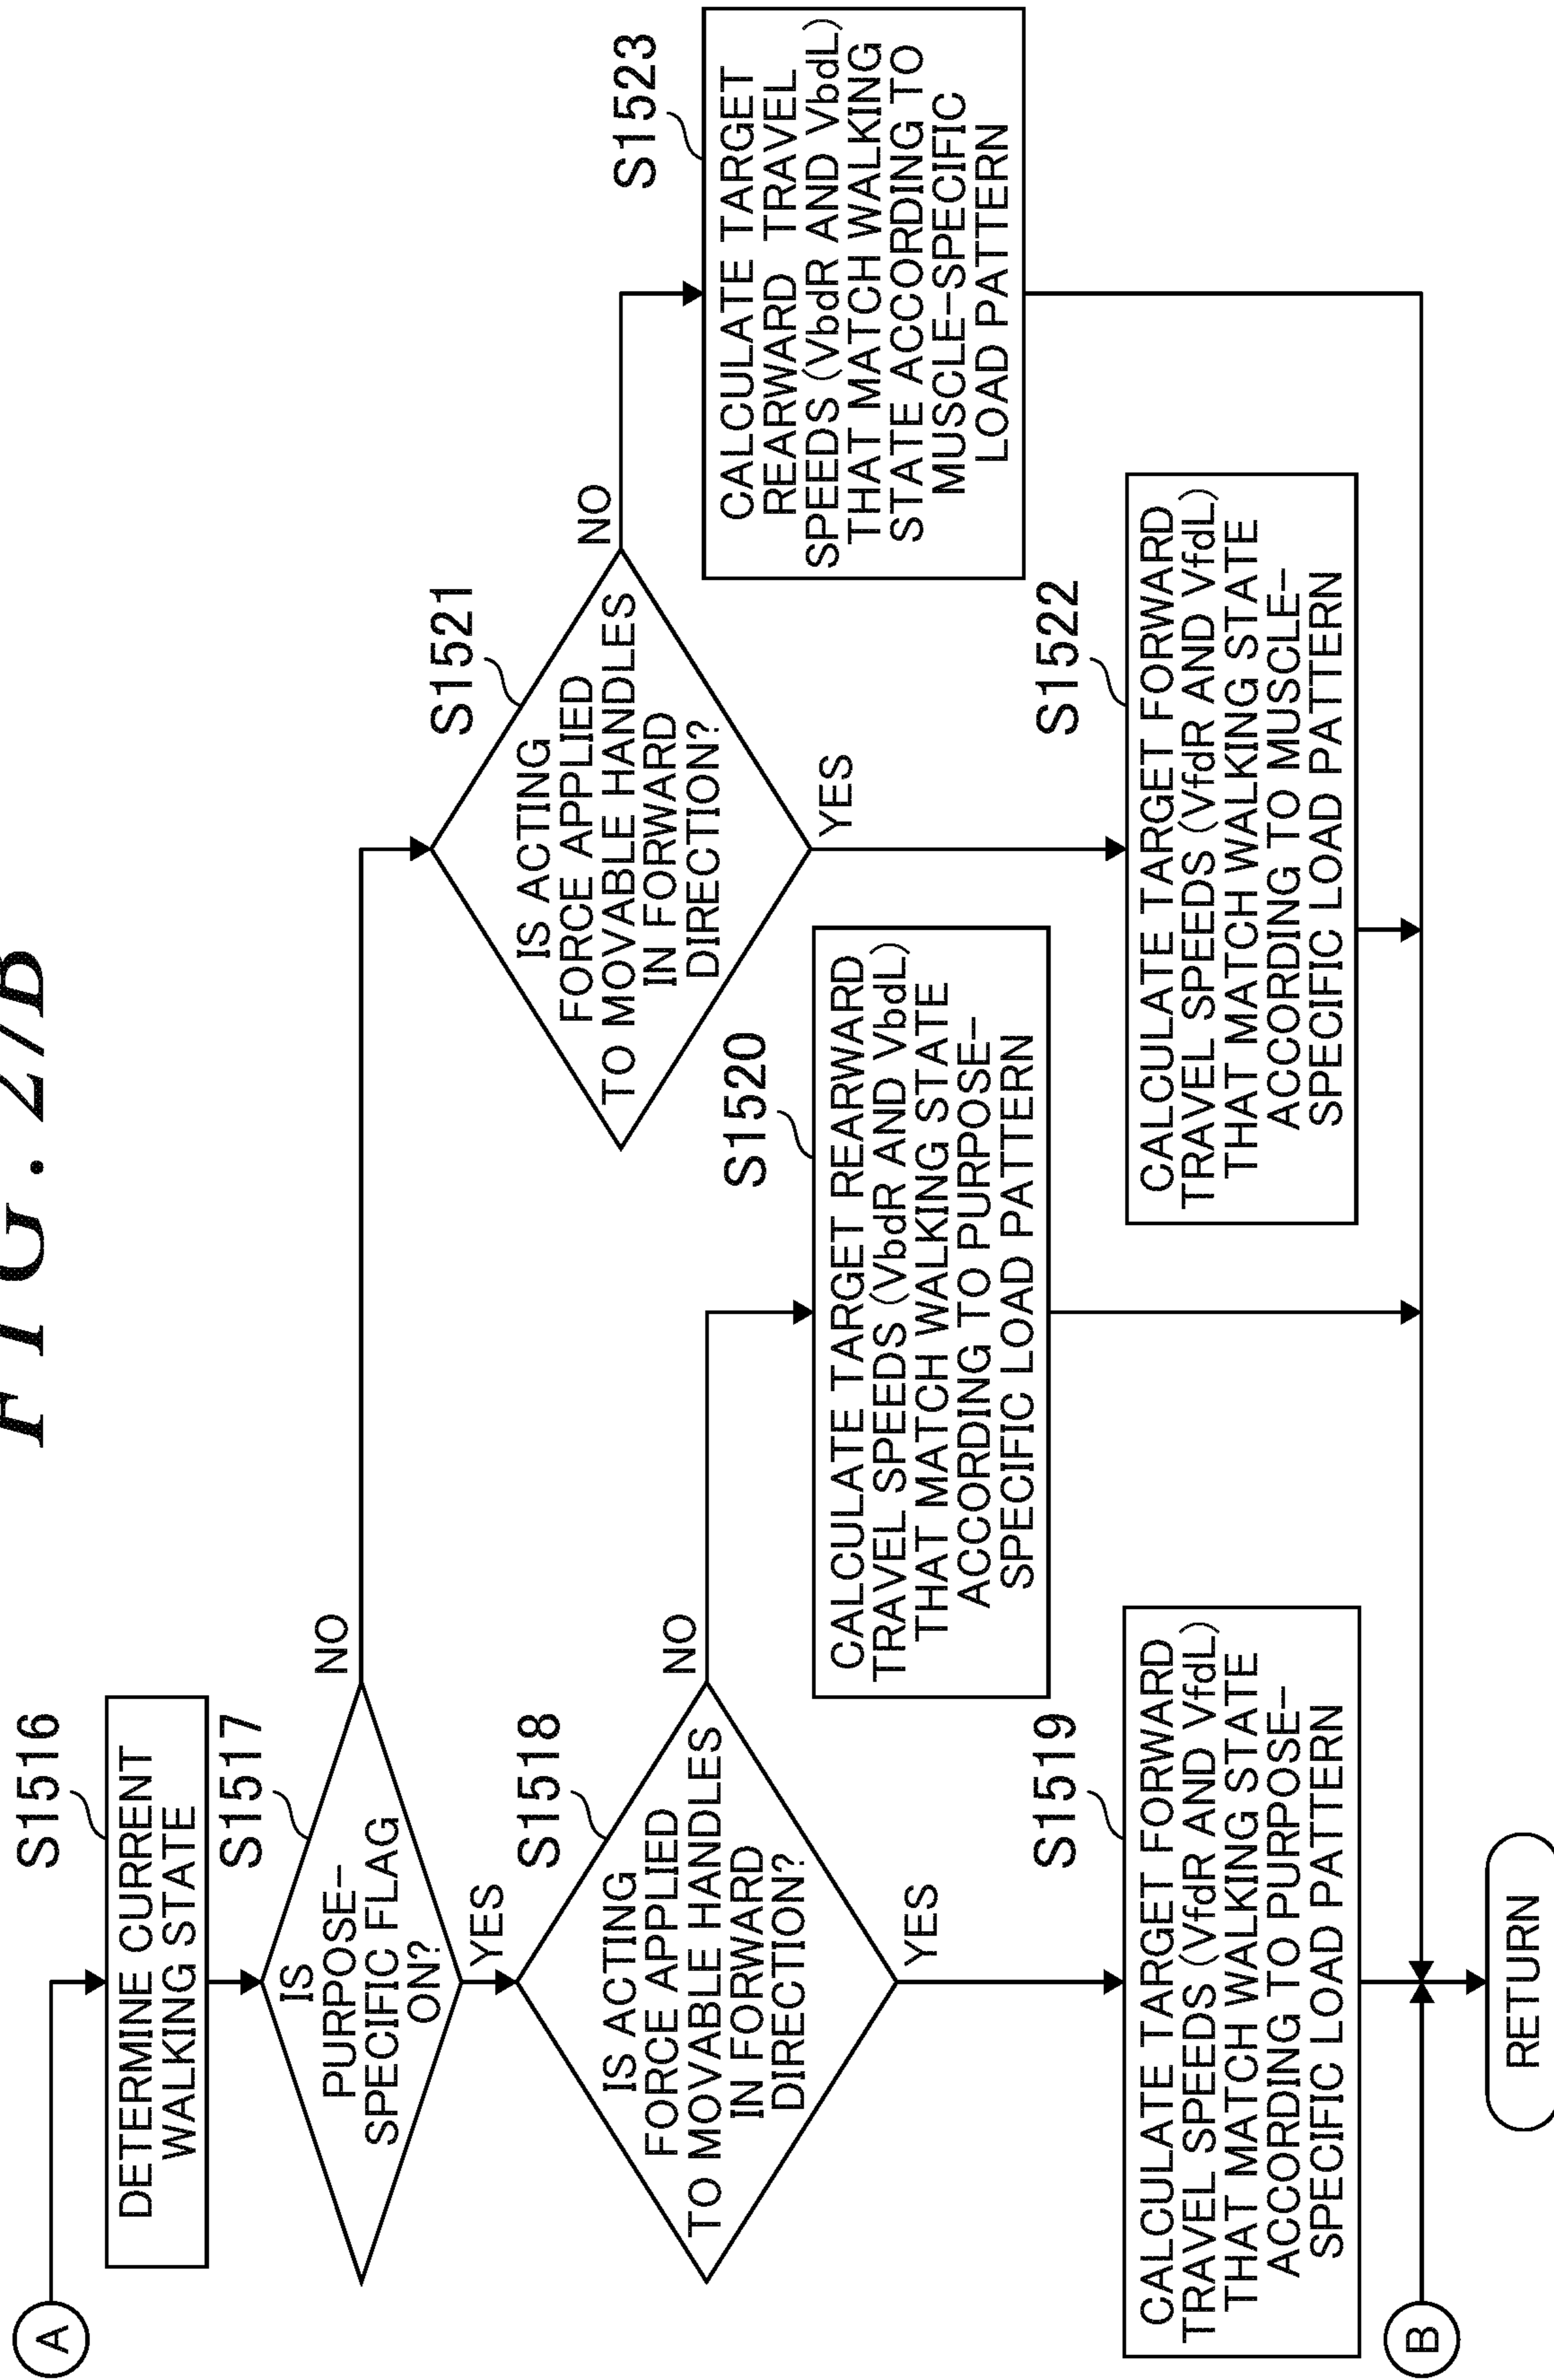 FIG. 27B
A
S1516
DETERMINE CURRENT
WALKING STATE
S1517
IS
PURPOSE-
SPECIFIC FLAG
ON?
NO
YES
S1518
IS ACTING
FORCE APPLIED
TO MOVABLE HANDLES
IN FORWARD
DIRECTION?
NO
YES
S1519
CALCULATE TARGET FORWARD
TRAVEL SPEEDS (VfdR AND VfdL)
THAT MATCH WALKING STATE
ACCORDING TO PURPOSE-
SPECIFIC LOAD PATTERN
S1520
CALCULATE TARGET REARWARD
TRAVEL SPEEDS (VbdR AND VbdL)
THAT MATCH WALKING STATE
ACCORDING TO PURPOSE-
SPECIFIC LOAD PATTERN
S1521
IS ACTING
FORCE APPLIED
TO MOVABLE HANDLES
IN FORWARD
DIRECTION?
NO
YES
S1522
CALCULATE TARGET FORWARD
TRAVEL SPEEDS (VfdR AND VfdL)
THAT MATCH WALKING STATE
ACCORDING TO MUSCLE-
SPECIFIC LOAD PATTERN
S1523
CALCULATE TARGET
REARWARD TRAVEL
SPEEDS (VbdR AND VbdL)
THAT MATCH WALKING
STATE ACCORDING TO
MUSCLE-SPECIFIC
LOAD PATTERN
B
RETURN